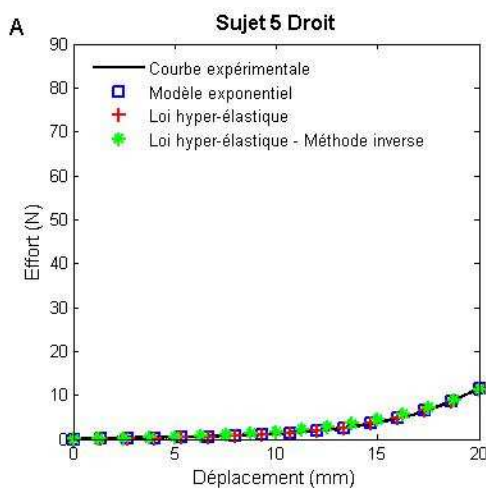 A
Sujet 5 Droit
90
80
70
60
50
40
30
20
10
0
Effort (N)
Courbe expérimentale
Modèle exponentiel
Loi hyper-élastique
Loi hyper-élastique - Méthode inverse
0 5 10 15 20
Déplacement (mm)